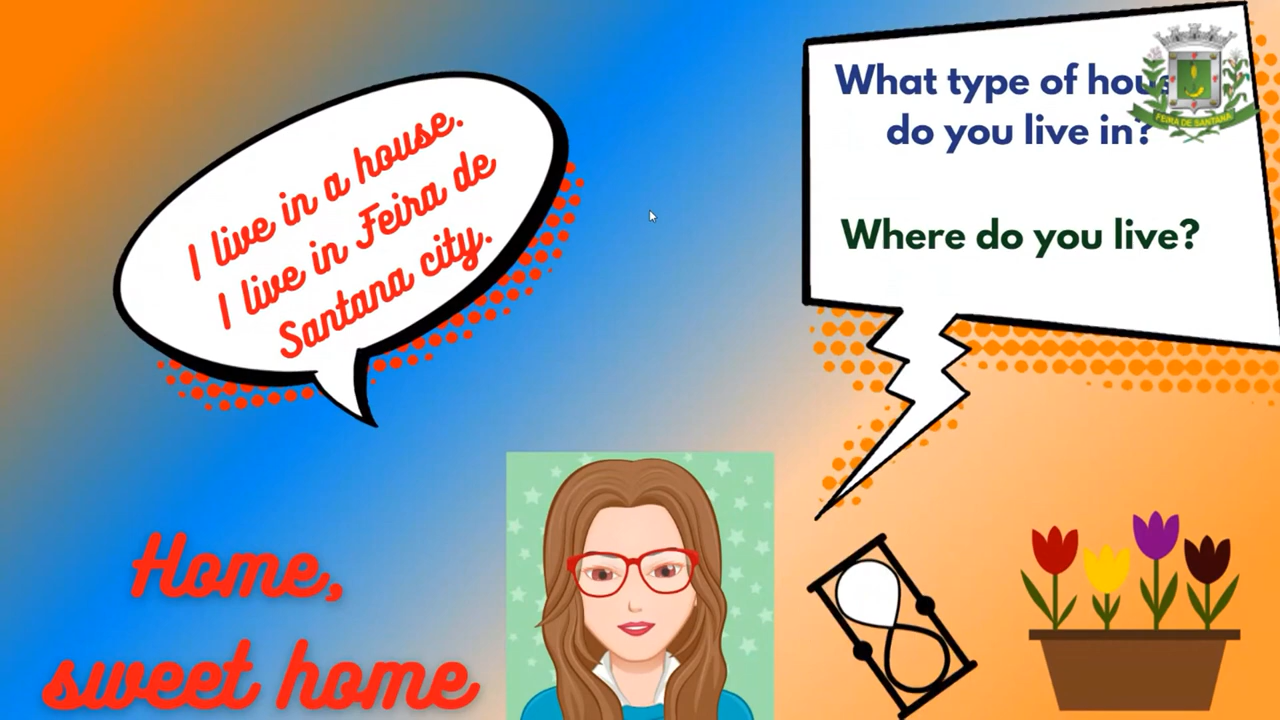 I live in a house.
I live in Feira de
Santana city.
What type of hou
do you live in?
FEIRA DE SANTANA
Where do you live?
Home,
sweet home